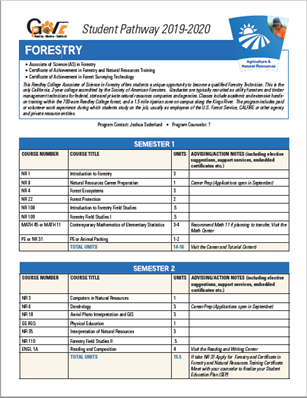 GOVE
Reedley · Madera · Oakhurst
Student Pathway 2019-2020
FORESTRY
• Associate of Science (AS) in Forestry
• Certificate of Achievement in Forestry and Natural Resources Training
• Certificate of Achievement in Forest Surveying Technology
Agriculture &
Natural Resources
This Reedley College Associate of Science in Forestry offers students a unique opportunity to become a qualified Forestry Technician. This is the
only California, 2-year college accredited by the Society of American Foresters. Graduates are typically recruited as utility foresters and timber
management technicians for federal, state and private natural resources companies and agencies. Classes include academic and extensive hands-
on training within the 700-acre Reedley College forest, and a 1.5 mile riparian zone on campus along the Kings River. The program includes paid
or volunteer work experience during which students study on the job, usually as employees of the U.S. Forest Service, CALFIRE or other agency
and private resource entities.
Program Contact: Joshua Soderlund • Program Counselor: ?
SEMESTER 1
COURSE NUMBER COURSE TITLE UNITS ADVISING/ACTION NOTES (including elective
suggestions, support services, embedded
certificates etc.)
NR 1 Introduction to Forestry 3
NR 8 Natural Resources Career Preparation 1 Career Prep (Applications open in September)
NR 4 Forest Ecosystems 3
NR 22 Forest Protection 2
NR 108 Introduction to Forestry Field Studies .5
NR 109 Forestry Field Studies I .5
MATH 45 or MATH 11 Contemporary Mathematics or Elementary Statistics 3-4 Recommend Math 11 if planning to transfer. Visit the
Math Center
PE or NR 31 PE or Animal Packing 1-2
TOTAL UNITS 14-16 Visit the Career and Tutorial Content
SEMESTER 2
COURSE NUMBER COURSE TITLE UNITS ADVISING/ACTION NOTES (including elective
suggestions, support services, embedded
certificates etc.)
NR 3 Computers in Natural Resources 1
NR 6 Dendrology 3 Career Prep (Applications open in September)
NR 18 Aerial Photo Interpretation and GIS 3
GE REQ Physical Education 1
NR 35 Interpretation of Natural Resources 3
NR 110 Forestry Field Studies II .5
ENGL 1A Reading and Composition 4 Visit the Reading and Writing Center
TOTAL UNITS 15.5 If take NR 31 Apply for Forestry and Certificate in
Forestry and Natural Resources Training Certificate
Meet with your counselor to finalize your Student
Education Plan (SEP)